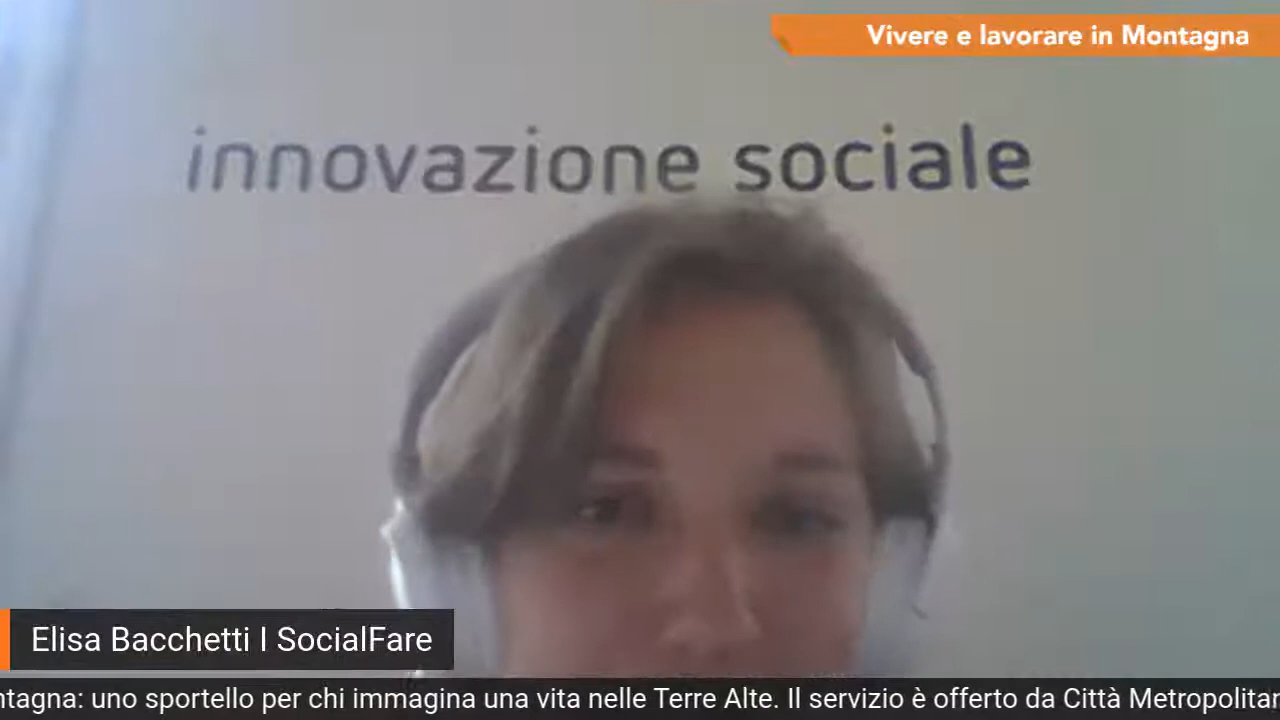 Vivere e lavorare in Montagna
innovazione sociale
Elisa Bacchetti l SocialFare
ntagna: uno sportello per chi immagina una vita nelle Terre Alte. Il servizio è offerto da Città Metropolitan